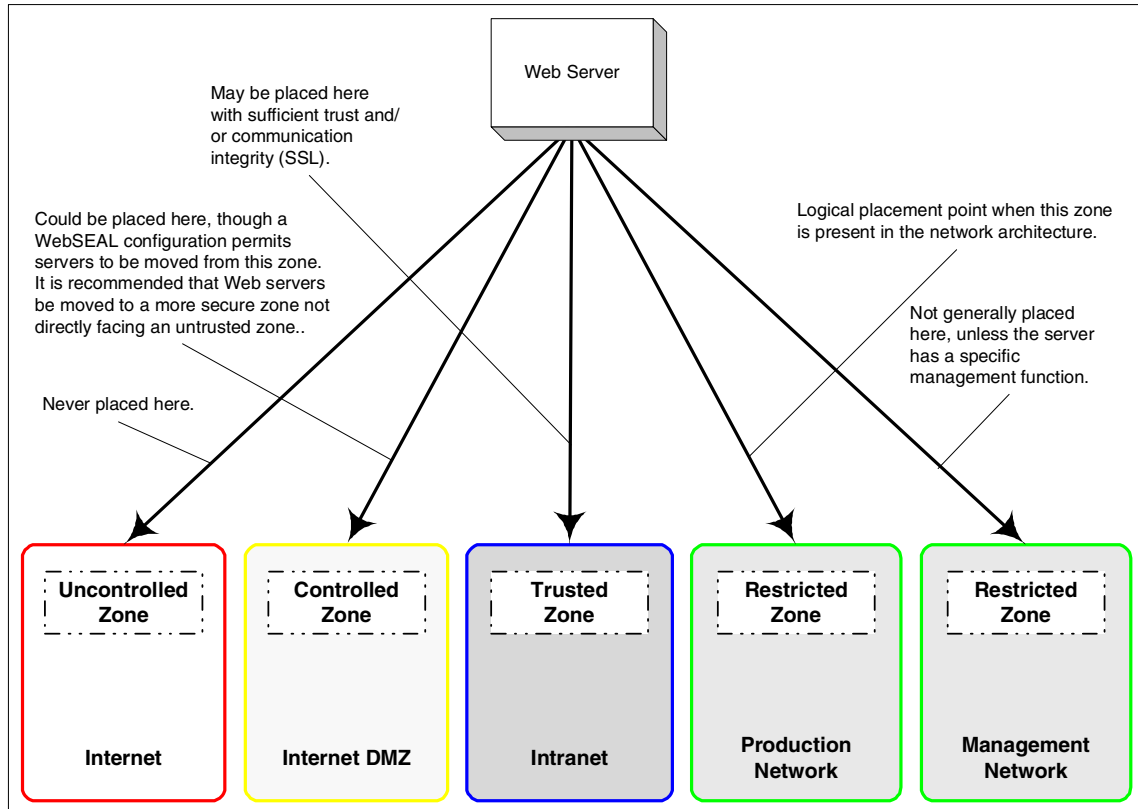 Web Server
May be placed here
with sufficient trust and/
or communication
integrity (SSL).
Could be placed here, though a
WebSEAL configuration permits
servers to be moved from this zone.
It is recommended that Web servers
be moved to a more secure zone not
directly facing an untrusted zone..
Never placed here.
Logical placement point when this zone
is present in the network architecture.
Not generally placed
here, unless the server
has a specific
management function.
Uncontrolled
Zone
Internet
Controlled
Zone
Internet DMZ
Trusted
Zone
Intranet
Restricted
Zone
Production
Network
Restricted
Zone
Management
Network